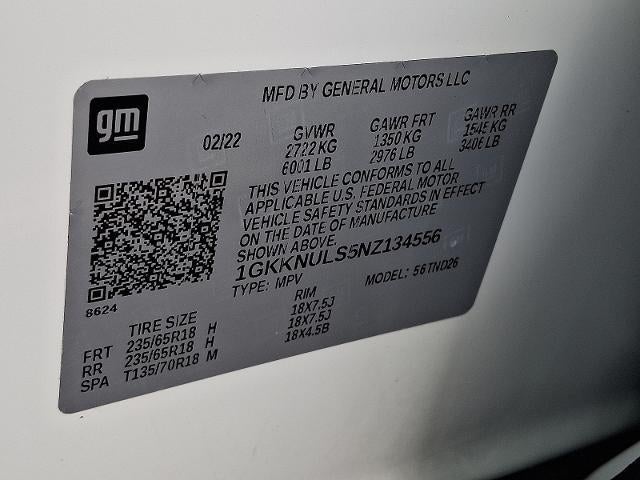 gm
MFD BY GENERAL MOTORS LLC
02/22 GVWR GAWR FRT GAWR RR
2722 KG 1350 KG 1545 KG
6001 LB 2976 LB 3406 LB
THIS VEHICLE CONFORMS TO ALL
APPLICABLE U.S. FEDERAL MOTOR
VEHICLE SAFETY STANDARDS IN EFFECT
ON THE DATE OF MANUFACTURE
SHOWN ABOVE.
1GKKNULS5NZ134556
TYPE: MPV MODEL: 56TND26
8624
TIRE SIZE RIM
FRT 235/65R18 H 18X7.5J
RR 235/65R18 H 18X7.5J
SPA T135/70R18 M 18X4.5B